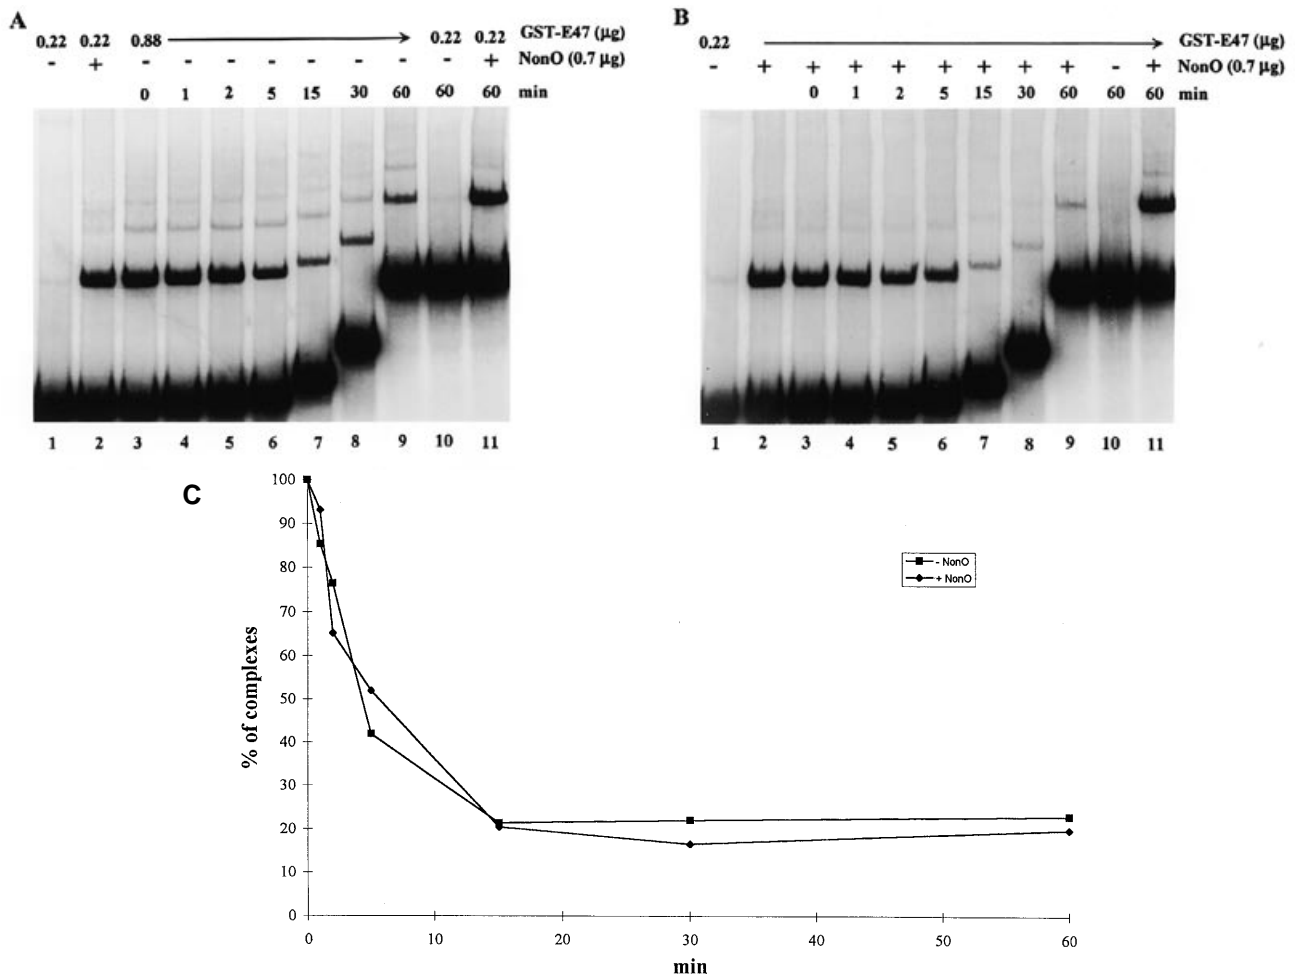 A
0.22 0.22 0.88 0.22 0.22 GST-E47 (µg)
- + - - - - - - - - + NonO (0.7 µg)
0 1 2 5 15 30 60 60 60 min
1 2 3 4 5 6 7 8 9 10 11
B
0.22 GST-E47 (µg)
- + + + + + + + + - + NonO (0.7 µg)
0 1 2 5 15 30 60 60 60 min
1 2 3 4 5 6 7 8 9 10 11
C
100
90
80
70
60
50
40
30
20
10
0
% of complexes
- NonO
+ NonO
0 10 20 30 40 50 60
min